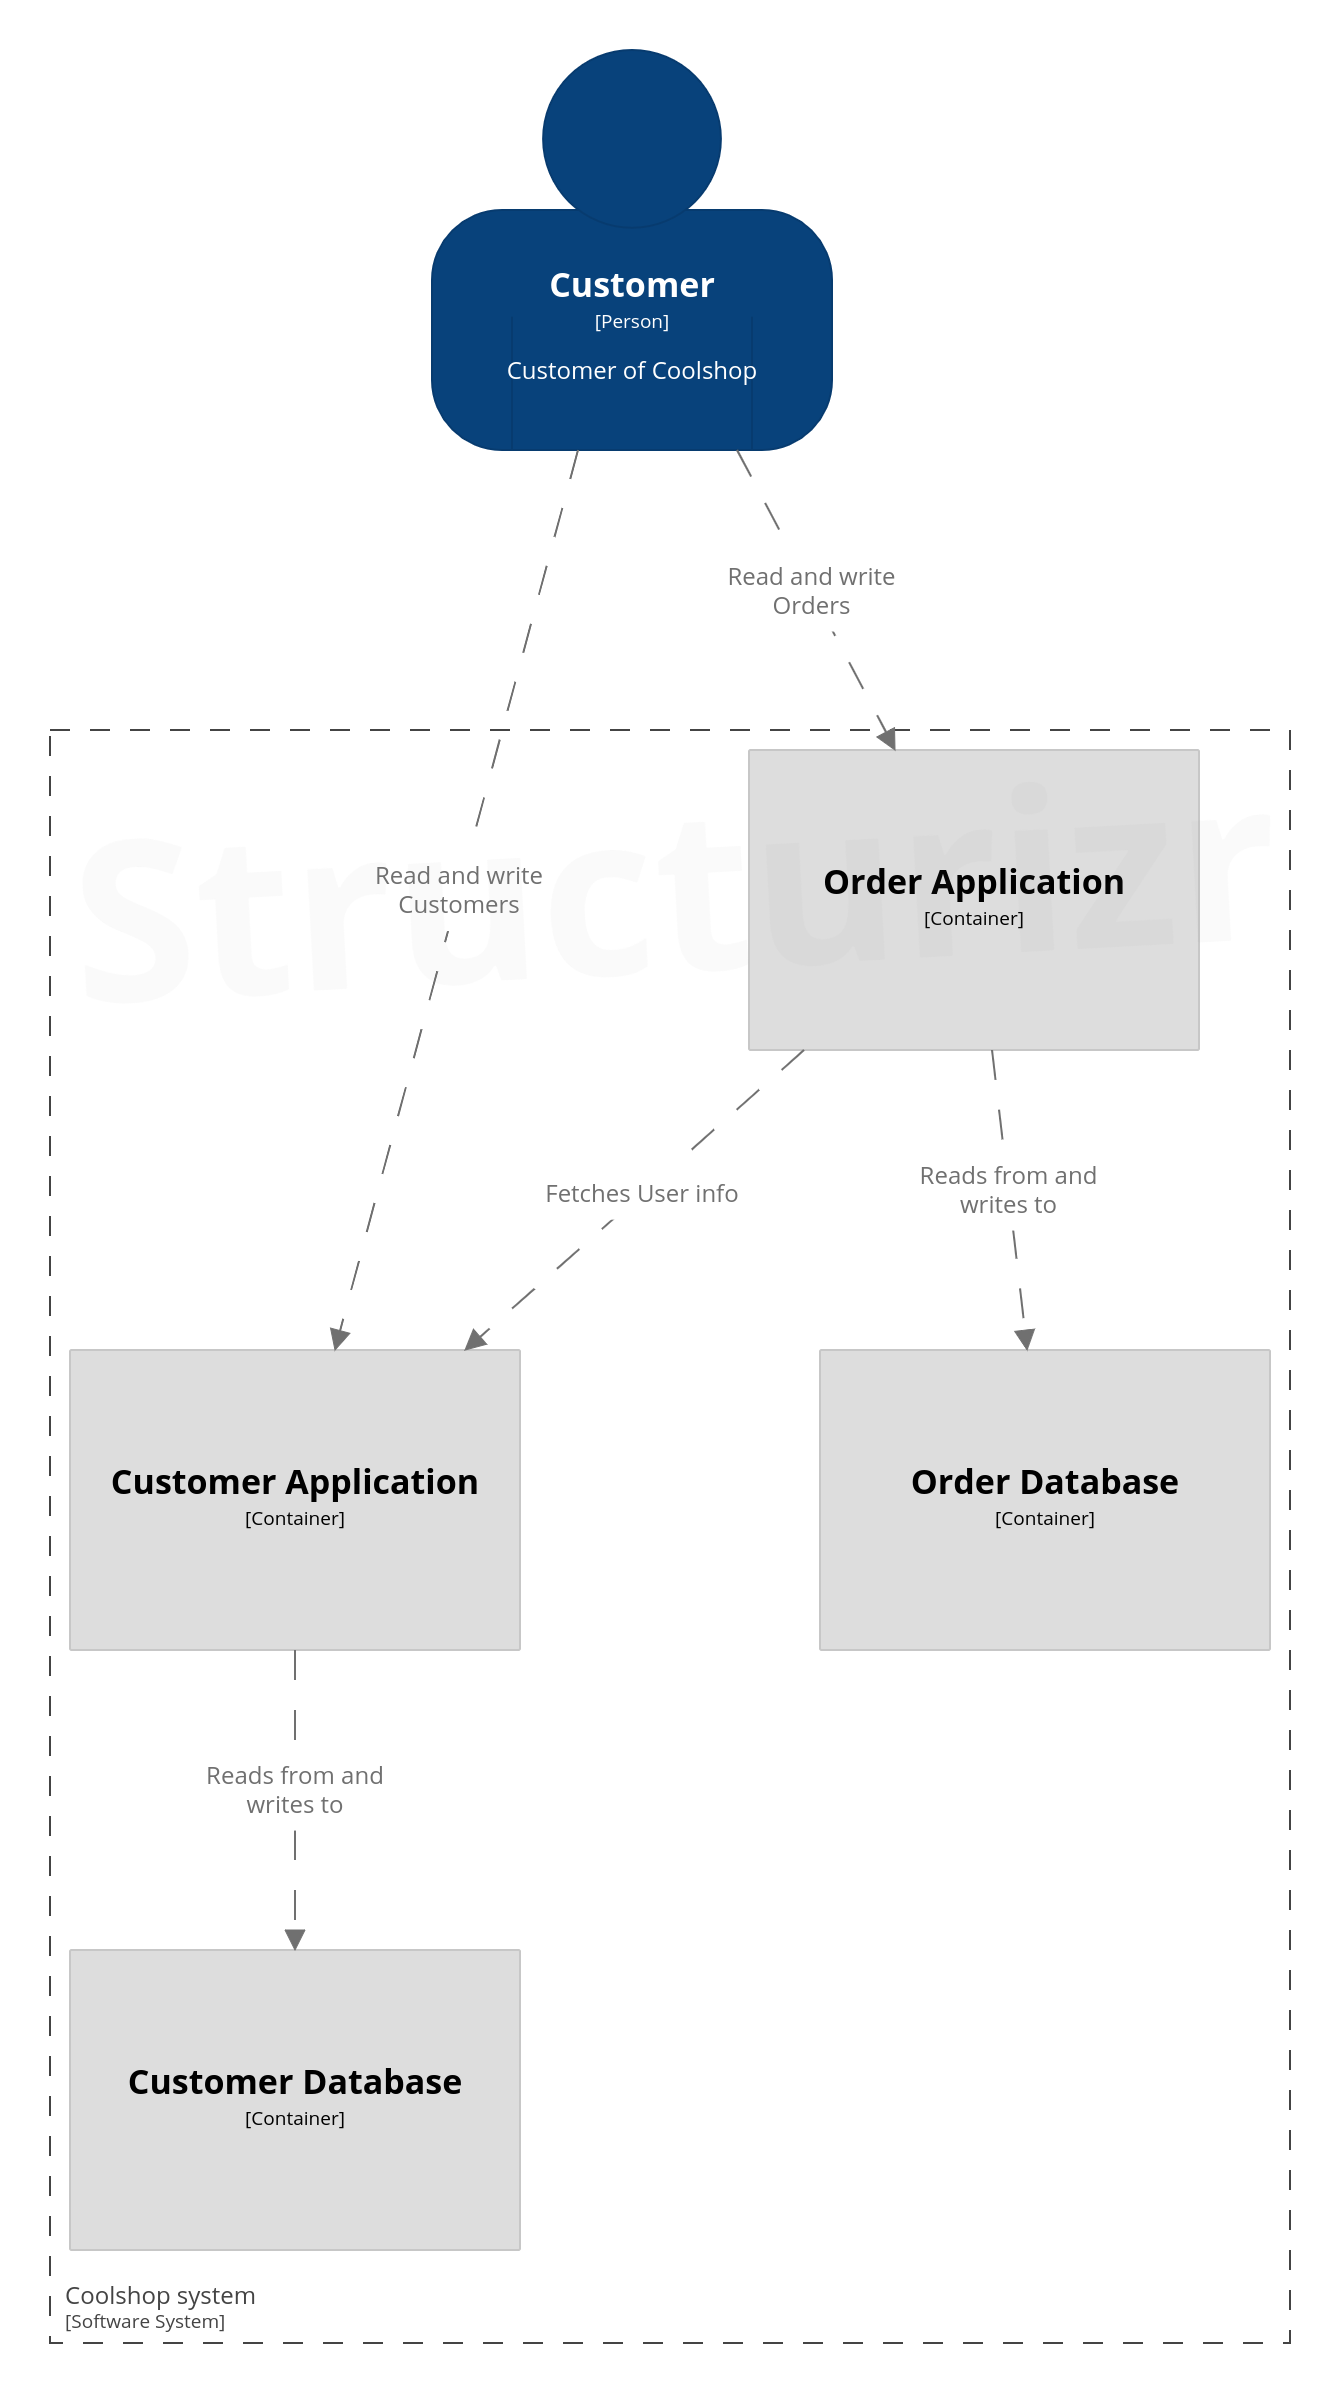 Customer
[Person]
Customer of Coolshop
Read and write
Orders
Structurizr
Order Application
[Container]
Read and write
Customers
Fetches User info
Reads from and
writes to
Customer Application
[Container]
Order Database
[Container]
Reads from and
writes to
Customer Database
[Container]
Coolshop system
[Software System]